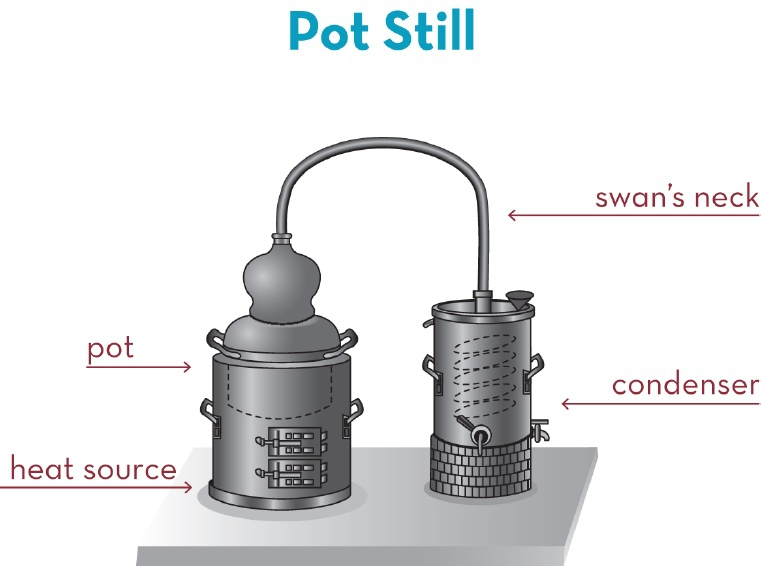 Pot Still
swan's neck
pot
condenser
heat source